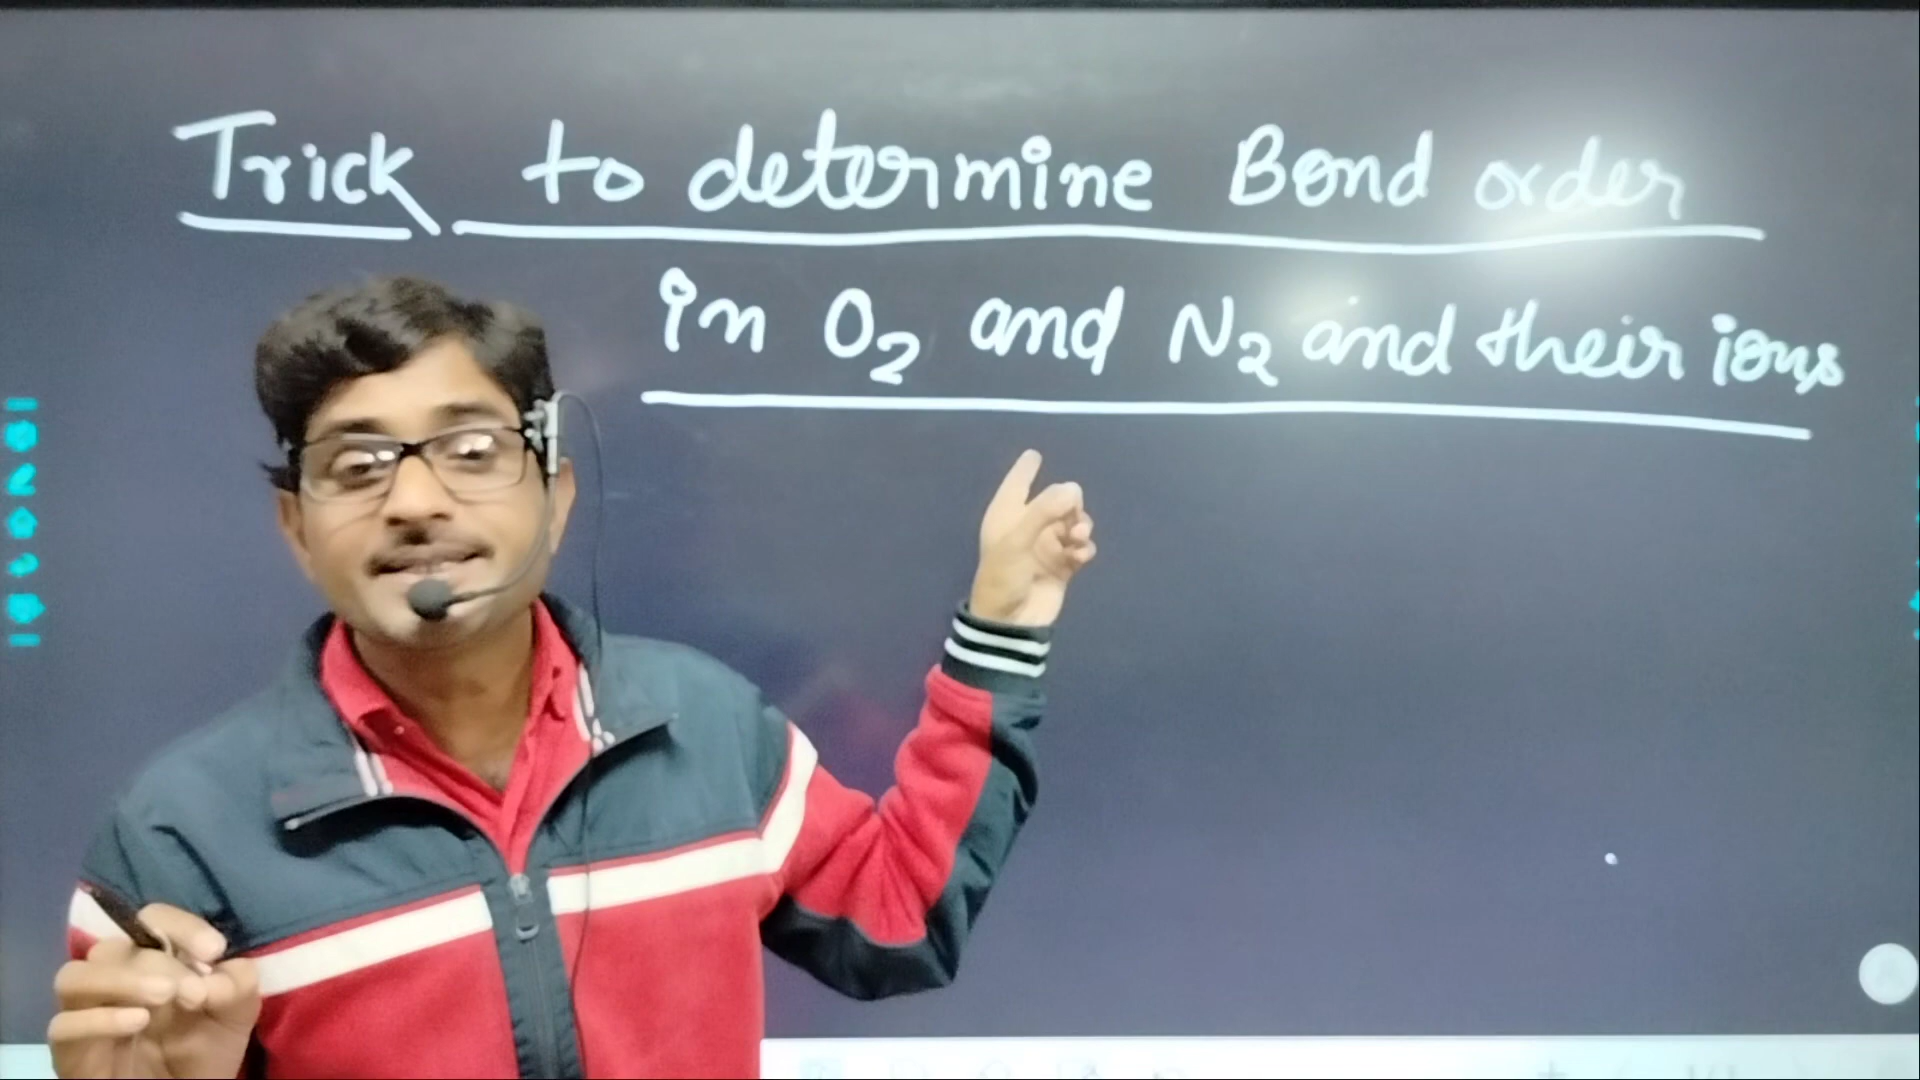 Trick to determine Bond order
in O₂ and N₂ and their ions